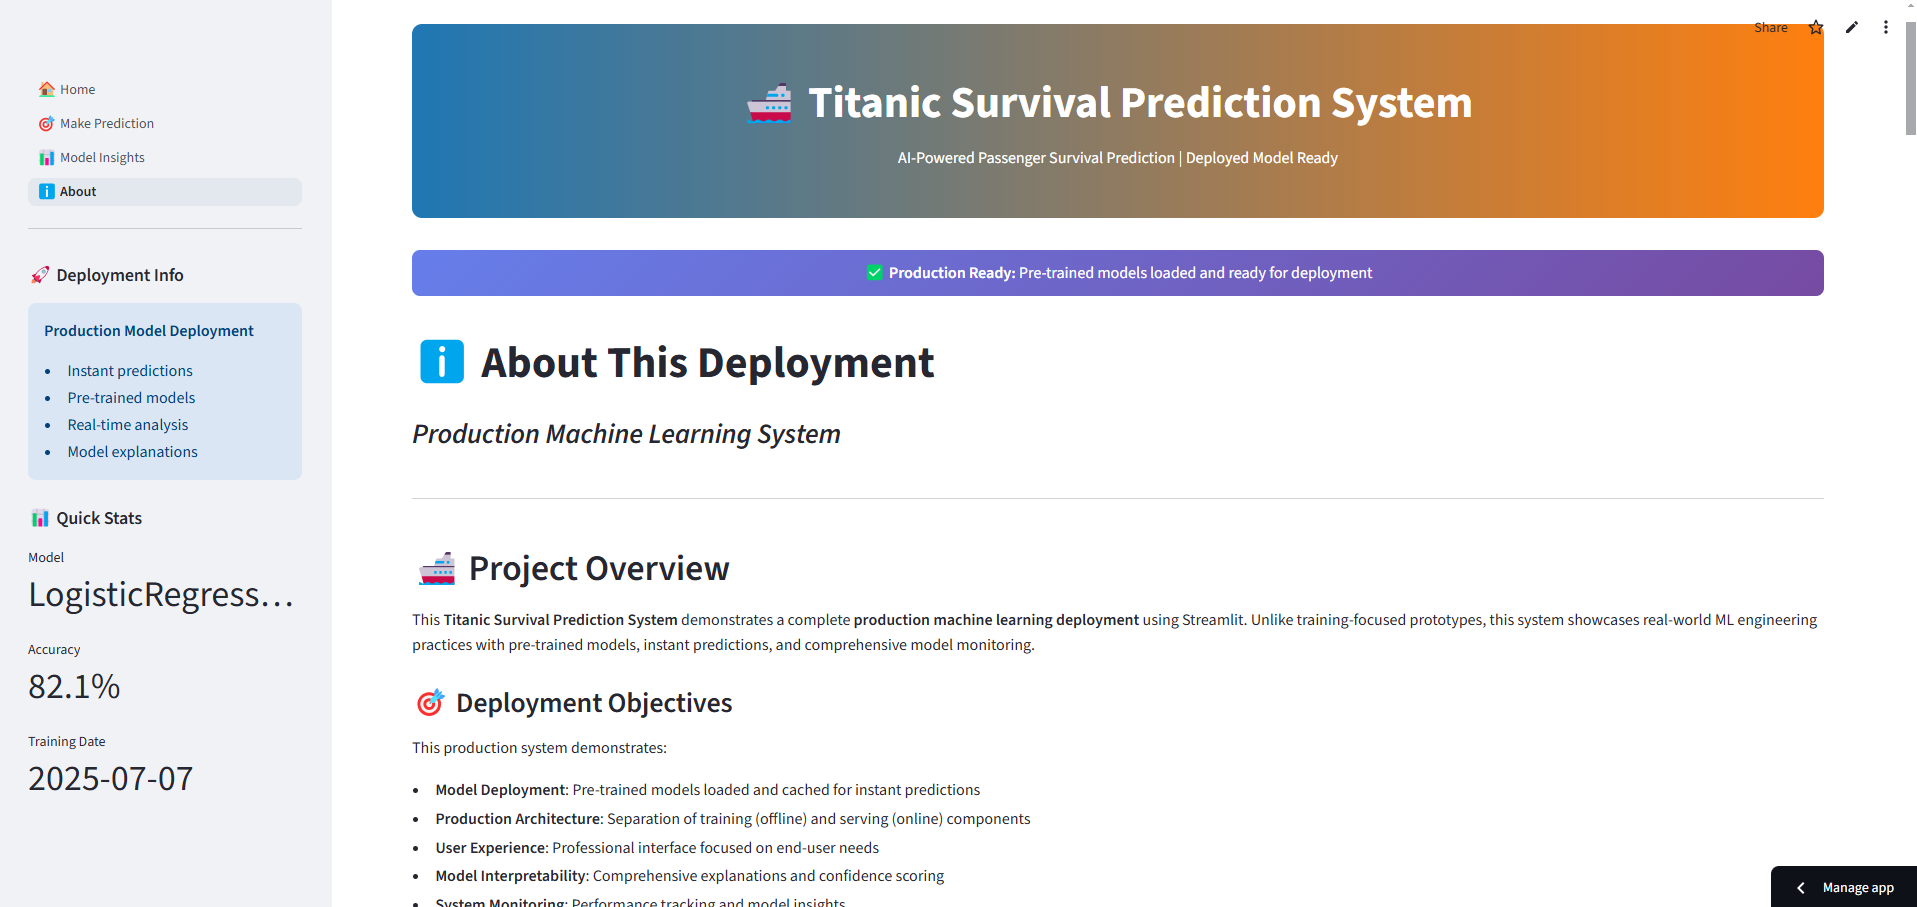 Home
Make Prediction
Model Insights
About
Deployment Info
Production Model Deployment
• Instant predictions
• Pre-trained models
• Real-time analysis
• Model explanations
Quick Stats
Model
LogisticRegress...
Accuracy
82.1%
Training Date
2025-07-07
Share
Titanic Survival Prediction System
AI-Powered Passenger Survival Prediction | Deployed Model Ready
Production Ready: Pre-trained models loaded and ready for deployment
About This Deployment
Production Machine Learning System
Project Overview
This Titanic Survival Prediction System demonstrates a complete production machine learning deployment using Streamlit. Unlike training-focused prototypes, this system showcases real-world ML engineering
practices with pre-trained models, instant predictions, and comprehensive model monitoring.
Deployment Objectives
This production system demonstrates:
• Model Deployment: Pre-trained models loaded and cached for instant predictions
• Production Architecture: Separation of training (offline) and serving (online) components
• User Experience: Professional interface focused on end-user needs
• Model Interpretability: Comprehensive explanations and confidence scoring
• System Monitoring: Performance tracking and model insights
Manage app